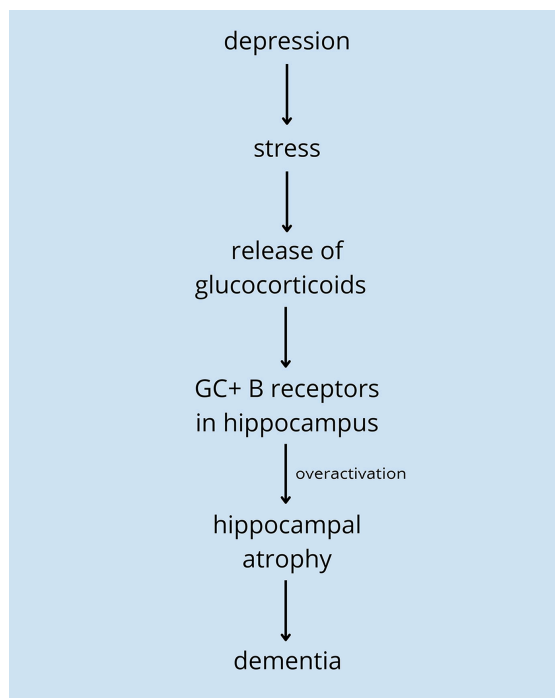 depression
stress
release of
glucocorticoids
GC+ B receptors
in hippocampus
overactivation
hippocampal
atrophy
dementia